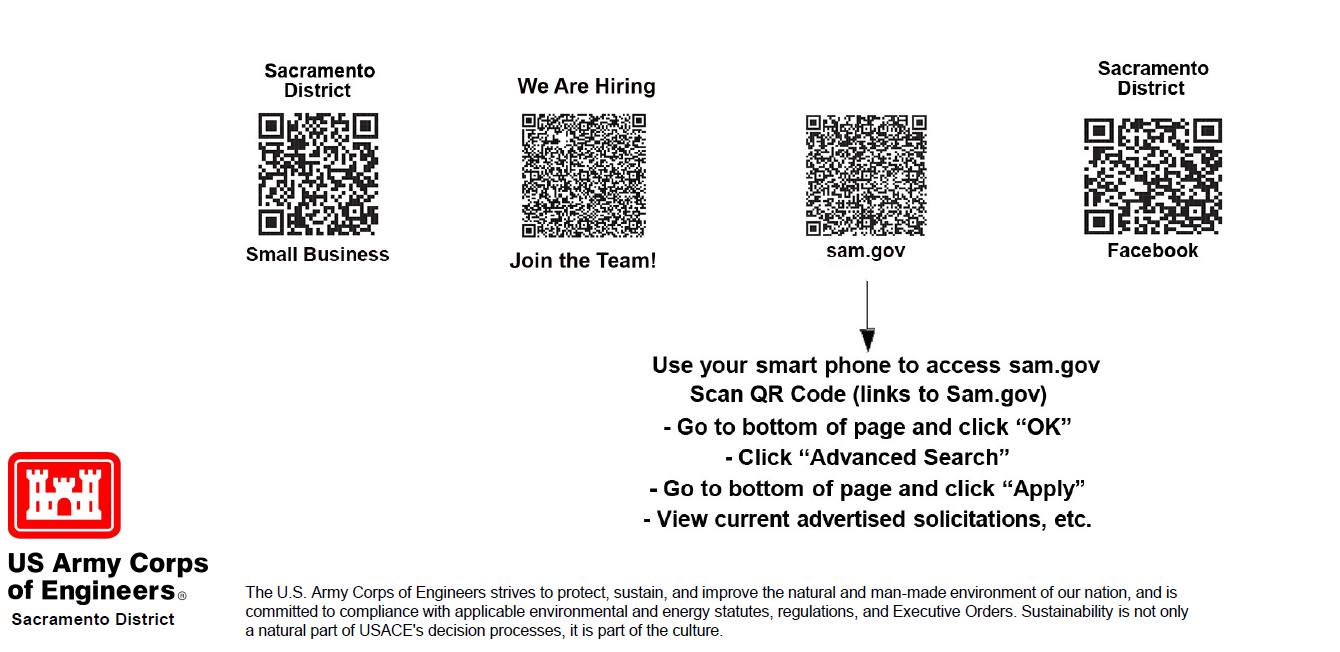 Sacramento
District
Small Business
We Are Hiring
Join the Team!
sam.gov
Sacramento
District
Facebook
Use your smart phone to access sam.gov
Scan QR Code (links to Sam.gov)
- Go to bottom of page and click “OK”
- Click “Advanced Search”
- Go to bottom of page and click “Apply”
- View current advertised solicitations, etc.
US Army Corps
of Engineers®
Sacramento District
The U.S. Army Corps of Engineers strives to protect, sustain, and improve the natural and man-made environment of our nation, and is
committed to compliance with applicable environmental and energy statutes, regulations, and Executive Orders. Sustainability is not only
a natural part of USACE's decision processes, it is part of the culture.